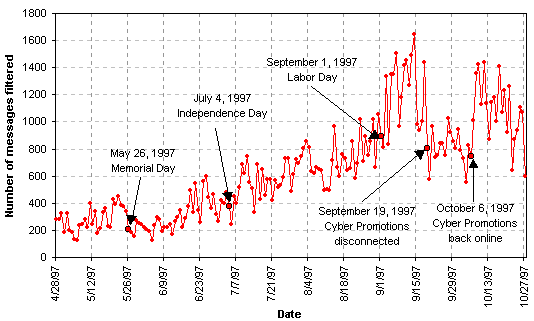 1800
1600
1400
1200
1000
800
600
400
200
0
Number of messages filtered
September 1, 1997
Labor Day
July 4, 1997
Independence Day
May 26, 1997
Memorial Day
September 19, 1997
Cyber Promotions
disconnected
October 6, 1997
Cyber Promotions
back online
4/28/97
5/12/97
5/26/97
6/9/97
6/23/97
7/7/97
7/21/97
8/4/97
8/18/97
9/1/97
9/15/97
9/29/97
10/13/97
10/27/97
Date